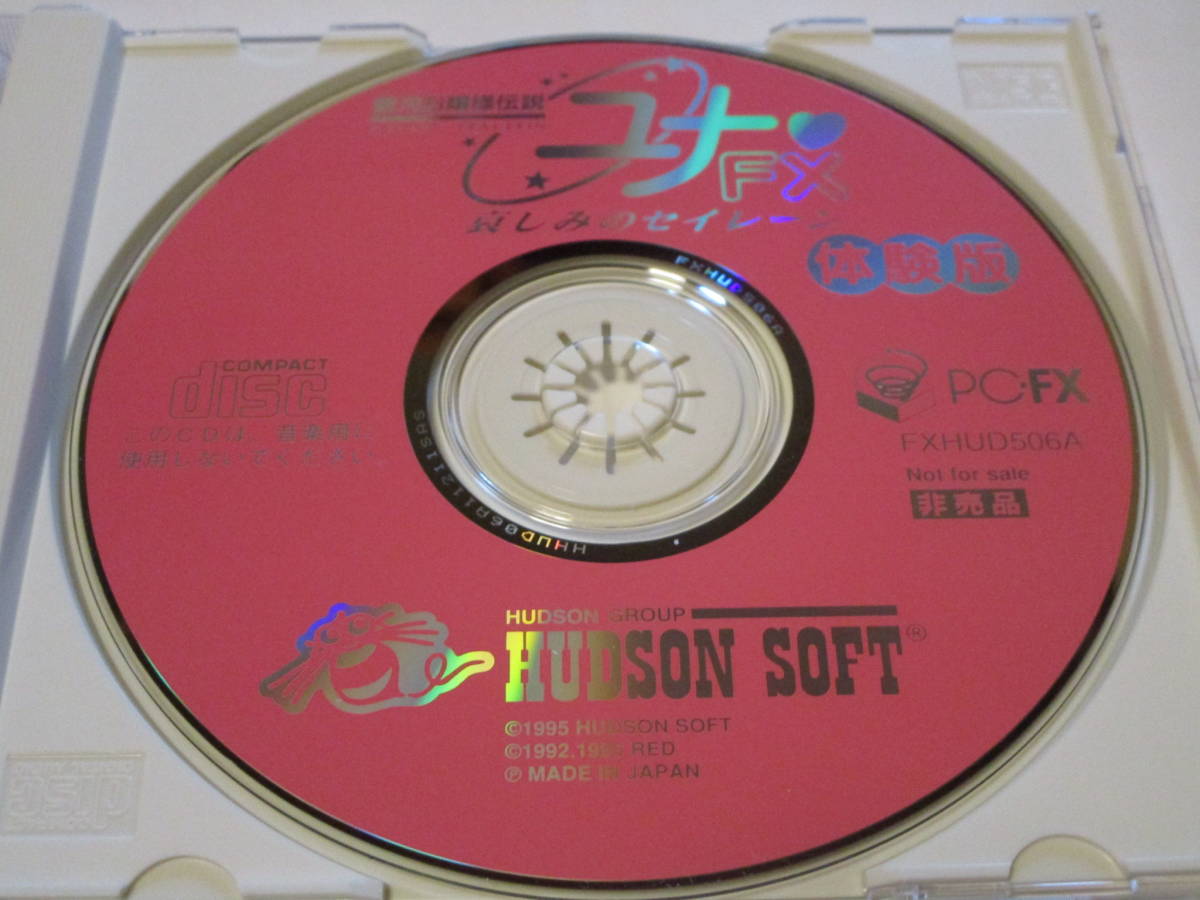 お嬢様伝説
ユナ
FX
哀しみのセイレーン
体験版
FXHUD506A
COMPACT
disc
このCDは、音楽用に
使用しないでください。
PC-FX
FXHUD506A
Not for sale
非売品
HUDSON GROUP
HUDSON SOFT®
©1995 HUDSON SOFT
©1992.1995 RED
Ⓟ MADE IN JAPAN